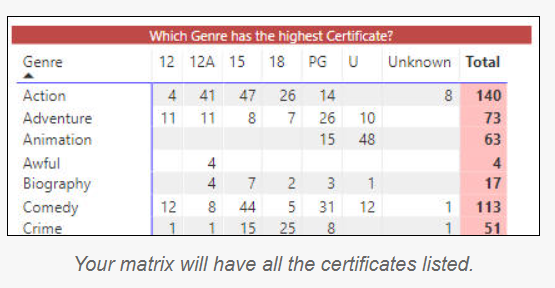 Which Genre has the highest Certificate?
Genre 12 12A 15 18 PG U Unknown Total
Action 4 41 47 26 14 8 140
Adventure 11 11 8 7 26 10 73
Animation 15 48 63
Awful 4 4
Biography 4 7 2 3 1 17
Comedy 12 8 44 5 31 12 1 113
Crime 1 1 15 25 8 1 51
Your matrix will have all the certificates listed.